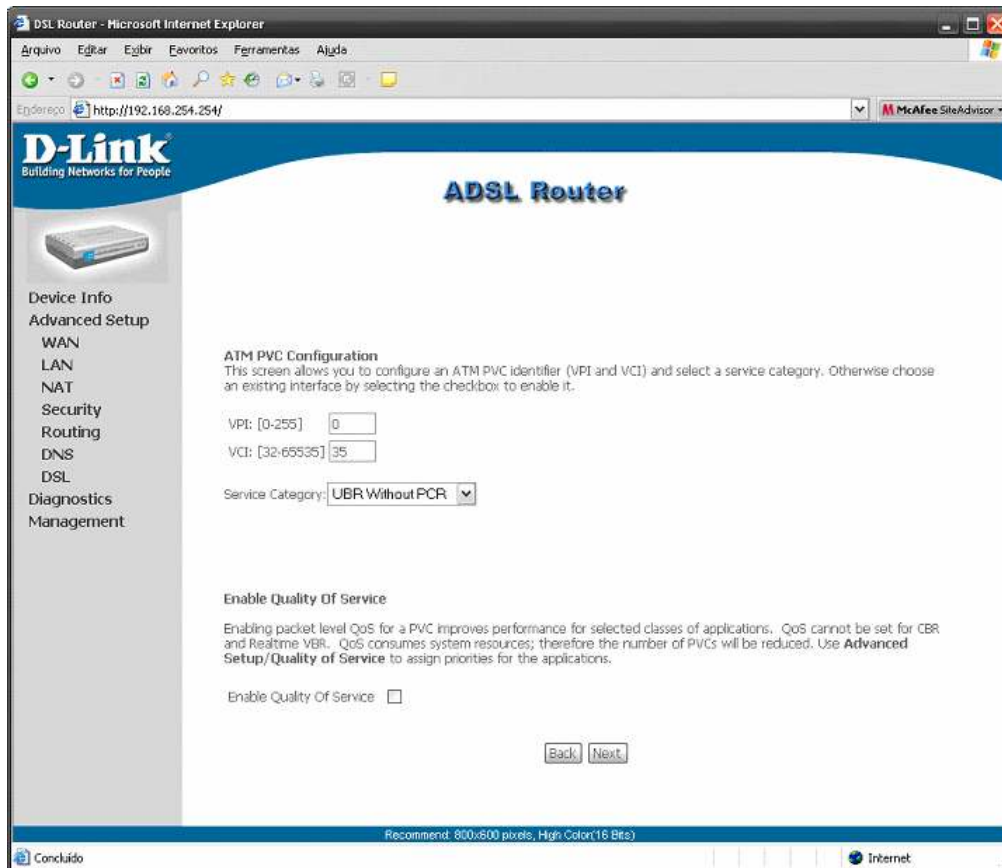 DSL Router - Microsoft Internet Explorer
Arquivo Editar Exibir Favoritos Ferramentas Ajuda
Endereço http://192.168.254.254/ McAfee SiteAdvisor
D-Link
Building Networks for People
ADSL Router
Device Info
Advanced Setup
WAN
LAN
NAT
Security
Routing
DNS
DSL
Diagnostics
Management
ATM PVC Configuration
This screen allows you to configure an ATM PVC identifier (VPI and VCI) and select a service category. Otherwise choose
an existing interface by selecting the checkbox to enable it.
VPI: [0-255] 0
VCI: [32-65535] 35
Service Category: UBR Without PCR
Enable Quality Of Service
Enabling packet level QoS for a PVC improves performance for selected classes of applications. QoS cannot be set for CBR
and Realtime VBR. QoS consumes system resources; therefore the number of PVCs will be reduced. Use Advanced
Setup/Quality of Service to assign priorities for the applications.
Enable Quality Of Service
Back Next
Recommend: 800x600 pixels, High Color(16 Bits)
Concluído Internet